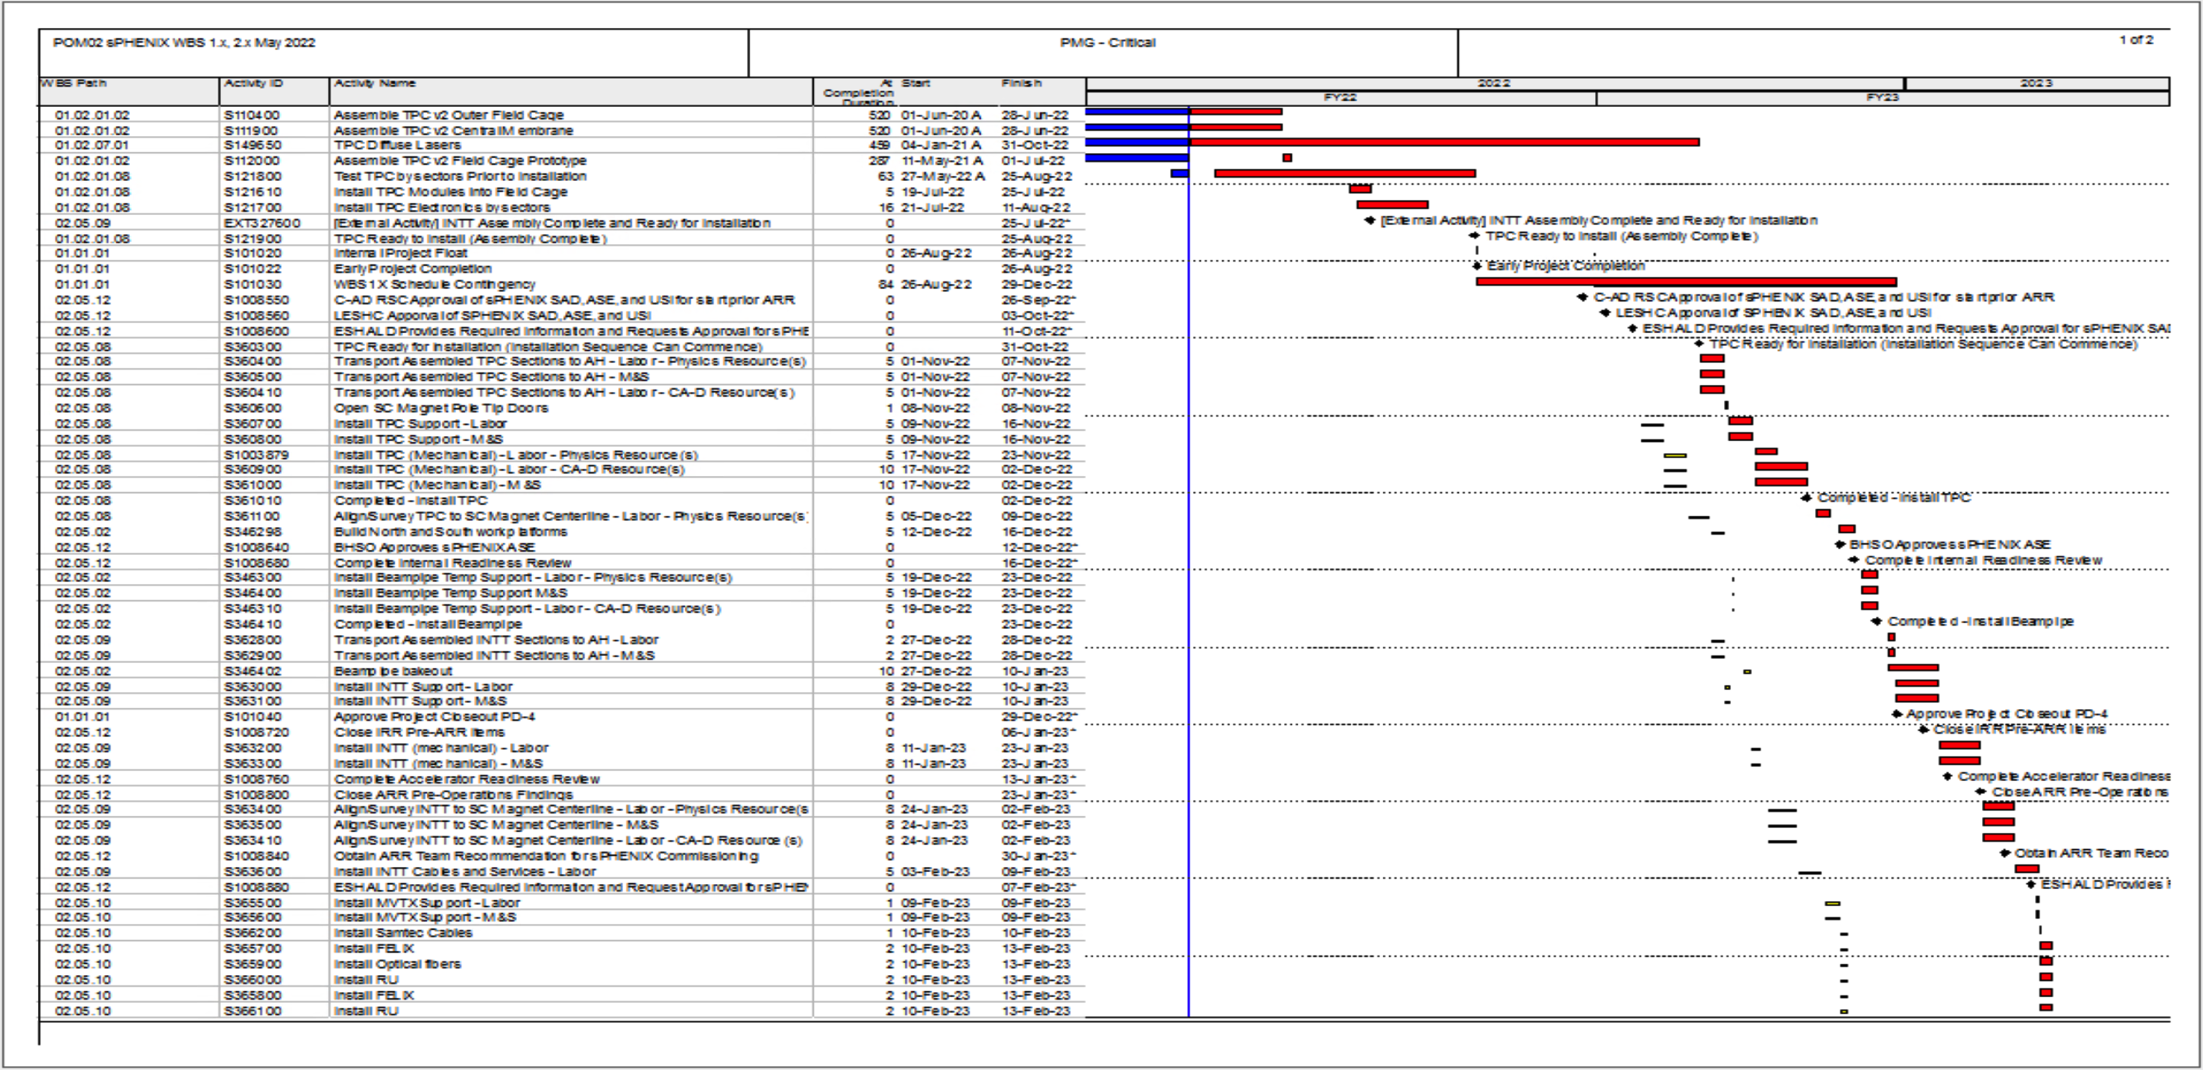 POM02 sPHENIX WBS 1.x, 2.x May 2022 PMG - Critical 1 of 2
WBS Path Activity ID Activity Name At Completion Duration Start Finish 2022 2023
FY22 FY23
01.02.01.02 S110400 Assemble TPC v2 Outer Field Cage 520 01-Jun-20 A 28-Jun-22
01.02.01.02 S111900 Assemble TPC v2 Central Membrane 520 01-Jun-20 A 28-Jun-22
01.02.07.01 S149650 TPC Diffuse Lasers 459 04-Jan-21 A 31-Oct-22
01.02.01.02 S112000 Assemble TPC v2 Field Cage Prototype 287 11-May-21 A 01-Jul-22
01.02.01.08 S121800 Test TPC by sectors Prior to Installation 63 27-May-22 A 25-Aug-22
01.02.01.08 S121610 Install TPC Modules into Field Cage 5 19-Jul-22 25-Jul-22
01.02.01.08 S121700 Install TPC Electronics by sectors 16 21-Jul-22 11-Aug-22
02.05.09 EXT327600 [External Activity] INTT Assembly Complete and Ready for Installation 0 25-Jul-22* [External Activity] INTT Assembly Complete and Ready for Installation
01.02.01.08 S121900 TPC Ready to Install (Assembly Complete) 0 25-Aug-22 TPC Ready to Install (Assembly Complete)
01.01.01 S101020 Internal Project Float 0 26-Aug-22 26-Aug-22
01.01.01 S101022 Early Project Completion 0 26-Aug-22 Early Project Completion
01.01.01 S101030 WBS 1.X Schedule Contingency 84 26-Aug-22 29-Dec-22
02.05.12 S1008550 C-AD RSC Approval of sPHENIX SAD, ASE, and USI for start prior ARR 0 26-Sep-22* C-AD RSC Approval of sPHENIX SAD, ASE, and USI for start prior ARR
02.05.12 S1008560 LESHC Apporval of SPHENIX SAD, ASE, and USI 0 03-Oct-22* LESHC Apporval of SPHENIX SAD, ASE, and USI
02.05.12 S1008600 ESHALD Provides Required Information and Requests Approval for sPHE 0 11-Oct-22* ESHALD Provides Required Information and Requests Approval for sPHENIX SAD
02.05.08 S360300 TPC Ready for Installation (Installation Sequence Can Commence) 0 31-Oct-22 TPC Ready for Installation (Installation Sequence Can Commence)
02.05.08 S360400 Transport Assembled TPC Sections to AH - Labor - Physics Resource(s) 5 01-Nov-22 07-Nov-22
02.05.08 S360500 Transport Assembled TPC Sections to AH - M&S 5 01-Nov-22 07-Nov-22
02.05.08 S360410 Transport Assembled TPC Sections to AH - Labor - CA-D Resource(s) 5 01-Nov-22 07-Nov-22
02.05.08 S360600 Open SC Magnet Pole Tip Doors 1 08-Nov-22 08-Nov-22
02.05.08 S360700 Install TPC Support - Labor 5 09-Nov-22 16-Nov-22
02.05.08 S360800 Install TPC Support - M&S 5 09-Nov-22 16-Nov-22
02.05.08 S1003879 Install TPC (Mechanical) - Labor - Physics Resource(s) 5 17-Nov-22 23-Nov-22
02.05.08 S360900 Install TPC (Mechanical) - Labor - CA-D Resource(s) 10 17-Nov-22 02-Dec-22
02.05.08 S361000 Install TPC (Mechanical) - M&S 10 17-Nov-22 02-Dec-22
02.05.08 S361010 Completed - Install TPC 0 02-Dec-22 Completed - Install TPC
02.05.08 S361100 Align/Survey TPC to SC Magnet Centerline - Labor - Physics Resource(s) 5 05-Dec-22 09-Dec-22
02.05.02 S346298 Build North and South work platforms 5 12-Dec-22 16-Dec-22
02.05.12 S1008640 BHSO Approves sPHENIX ASE 0 12-Dec-22* BHSO Approves sPHENIX ASE
02.05.12 S1008680 Complete Internal Readiness Review 0 16-Dec-22* Complete Internal Readiness Review
02.05.02 S346300 Install Beampipe Temp Support - Labor - Physics Resource(s) 5 19-Dec-22 23-Dec-22
02.05.02 S346400 Install Beampipe Temp Support M&S 5 19-Dec-22 23-Dec-22
02.05.02 S346310 Install Beampipe Temp Support - Labor - CA-D Resource(s) 5 19-Dec-22 23-Dec-22
02.05.02 S346410 Completed - Install Beampipe 0 23-Dec-22 Completed - Install Beampipe
02.05.09 S362800 Transport Assembled INTT Sections to AH - Labor 2 27-Dec-22 28-Dec-22
02.05.09 S362900 Transport Assembled INTT Sections to AH - M&S 2 27-Dec-22 28-Dec-22
02.05.02 S346402 Beampipe bakeout 10 27-Dec-22 10-Jan-23
02.05.09 S363000 Install INTT Support - Labor 8 29-Dec-22 10-Jan-23
02.05.09 S363100 Install INTT Support - M&S 8 29-Dec-22 10-Jan-23
01.01.01 S101040 Approve Project Closeout PD-4 0 29-Dec-22* Approve Project Closeout PD-4
02.05.12 S1008720 Close IRR Pre-ARR Items 0 06-Jan-23* Close IRR Pre-ARR Items
02.05.09 S363200 Install INTT (mechanical) - Labor 8 11-Jan-23 23-Jan-23
02.05.09 S363300 Install INTT (mechanical) - M&S 8 11-Jan-23 23-Jan-23
02.05.12 S1008760 Complete Accelerator Readiness Review 0 13-Jan-23* Complete Accelerator Readiness
02.05.12 S1008800 Close ARR Pre-Operations Findings 0 23-Jan-23* Close ARR Pre-Operations
02.05.09 S363400 Align/Survey INTT to SC Magnet Centerline - Labor - Physics Resource(s 8 24-Jan-23 02-Feb-23
02.05.09 S363500 Align/Survey INTT to SC Magnet Centerline - M&S 8 24-Jan-23 02-Feb-23
02.05.09 S363410 Align/Survey INTT to SC Magnet Centerline - Labor - CA-D Resource (s) 8 24-Jan-23 02-Feb-23
02.05.12 S1008840 Obtain ARR Team Recommendation for sPHENIX Commissioning 0 30-Jan-23* Obtain ARR Team Reco
02.05.09 S363600 Install INTT Cables and Services - Labor 5 03-Feb-23 09-Feb-23
02.05.12 S1008880 ESHALD Provides Required Information and Request Approval for sPHEN 0 07-Feb-23* ESHALD Provides
02.05.10 S365500 Install MVTX Support - Labor 1 09-Feb-23 09-Feb-23
02.05.10 S365600 Install MVTX Support - M&S 1 09-Feb-23 09-Feb-23
02.05.10 S366200 Install Samtec Cables 1 10-Feb-23 10-Feb-23
02.05.10 S365700 Install FELIX 2 10-Feb-23 13-Feb-23
02.05.10 S365900 Install Optical fibers 2 10-Feb-23 13-Feb-23
02.05.10 S366000 Install RU 2 10-Feb-23 13-Feb-23
02.05.10 S365800 Install FELIX 2 10-Feb-23 13-Feb-23
02.05.10 S366100 Install RU 2 10-Feb-23 13-Feb-23